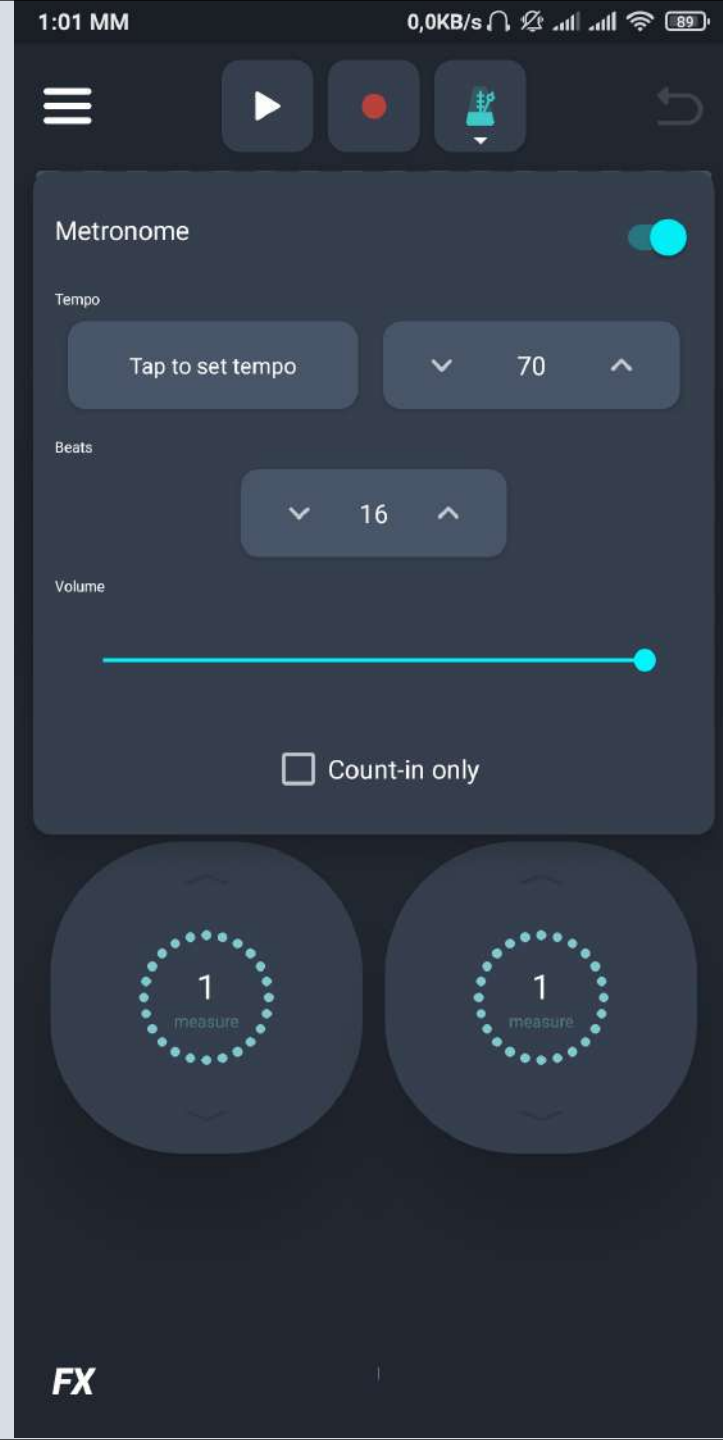 1:01 MM 0,0KB/s 89
Metronome
Tempo
Tap to set tempo 70
Beats
16
Volume
Count-in only
1 1
measure measure
FX